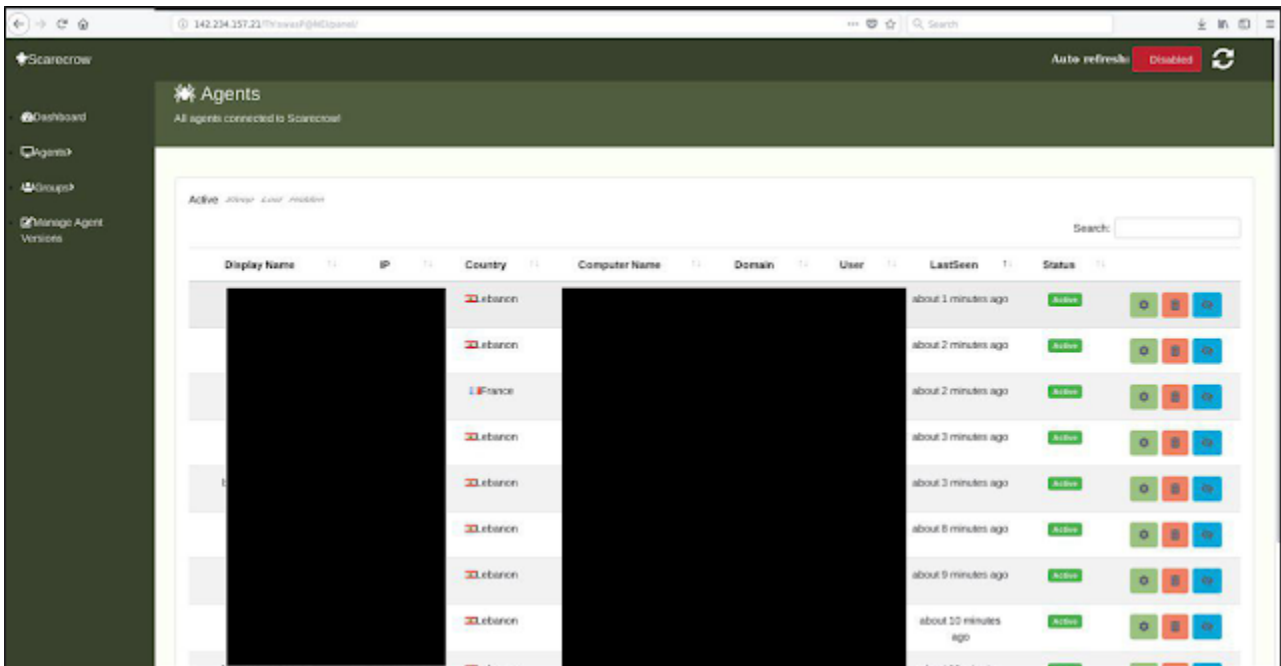 142.234.157.21
Search
Scarecrow
Auto refresh:
Disabled
Agents
All agents connected to Scarecrow!
Dashboard
Agents
Groups
Manage Agent
Versions
Active
Search:
Display Name IP Country Computer Name Domain User LastSeen Status
Lebanon about 1 minutes ago Active
Lebanon about 2 minutes ago Active
France about 2 minutes ago Active
Lebanon about 3 minutes ago Active
Lebanon about 3 minutes ago Active
Lebanon about 8 minutes ago Active
Lebanon about 9 minutes ago Active
Lebanon about 10 minutes Active
ago